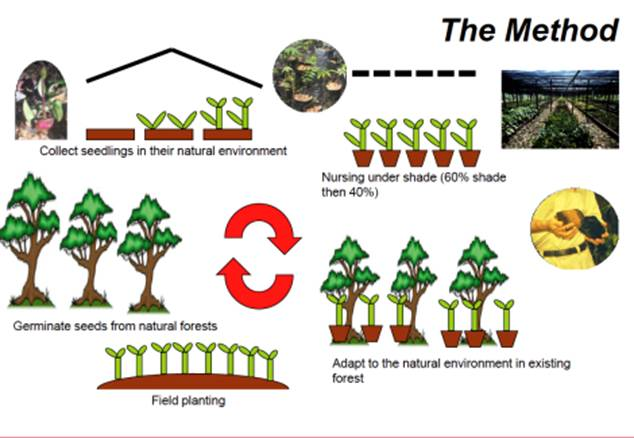 The Method
Collect seedlings in their natural environment
Nursing under shade (60% shade
then 40%)
Germinate seeds from natural forests
Adapt to the natural environment in existing
forest
Field planting